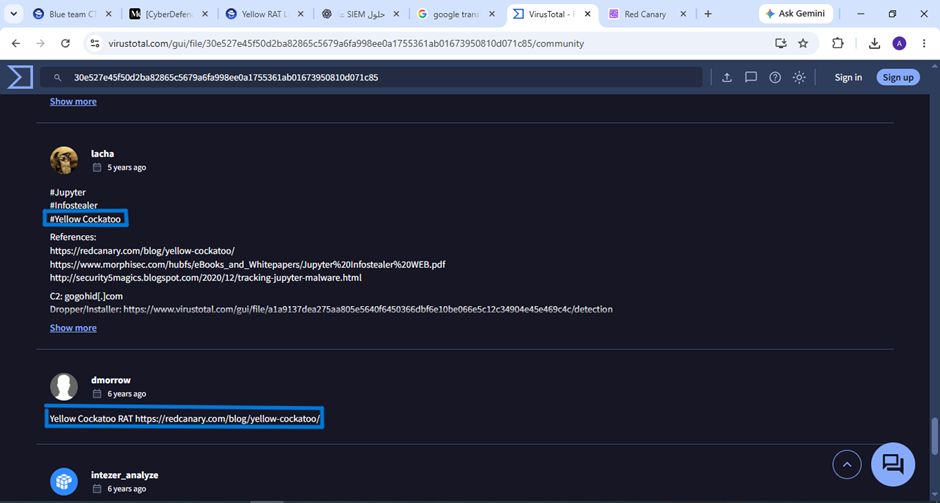 Blue team CT
[CyberDefen
Yellow RAT L
حلول SIEM
google trans
VirusTotal - F
Red Canary
Ask Gemini
virustotal.com/gui/file/30e527e45f50d2ba82865c5679a6fa998ee0a1755361ab01673950810d071c85/community
30e527e45f50d2ba82865c5679a6fa998ee0a1755361ab01673950810d071c85
Sign in
Sign up
Show more
lacha
5 years ago
#Jupyter
#Infostealer
#Yellow Cockatoo
References:
https://redcanary.com/blog/yellow-cockatoo/
https://www.morphisec.com/hubfs/eBooks_and_Whitepapers/Jupyter%20Infostealer%20WEB.pdf
http://security5magics.blogspot.com/2020/12/tracking-jupyter-malware.html
C2: gogohid[.]com
Dropper/Installer: https://www.virustotal.com/gui/file/a1a9137dea275aa805e5640f6450366dbf6e10be066e5c12c34904e45e469c4c/detection
Show more
dmorrow
6 years ago
Yellow Cockatoo RAT https://redcanary.com/blog/yellow-cockatoo/
intezer_analyze
6 years ago